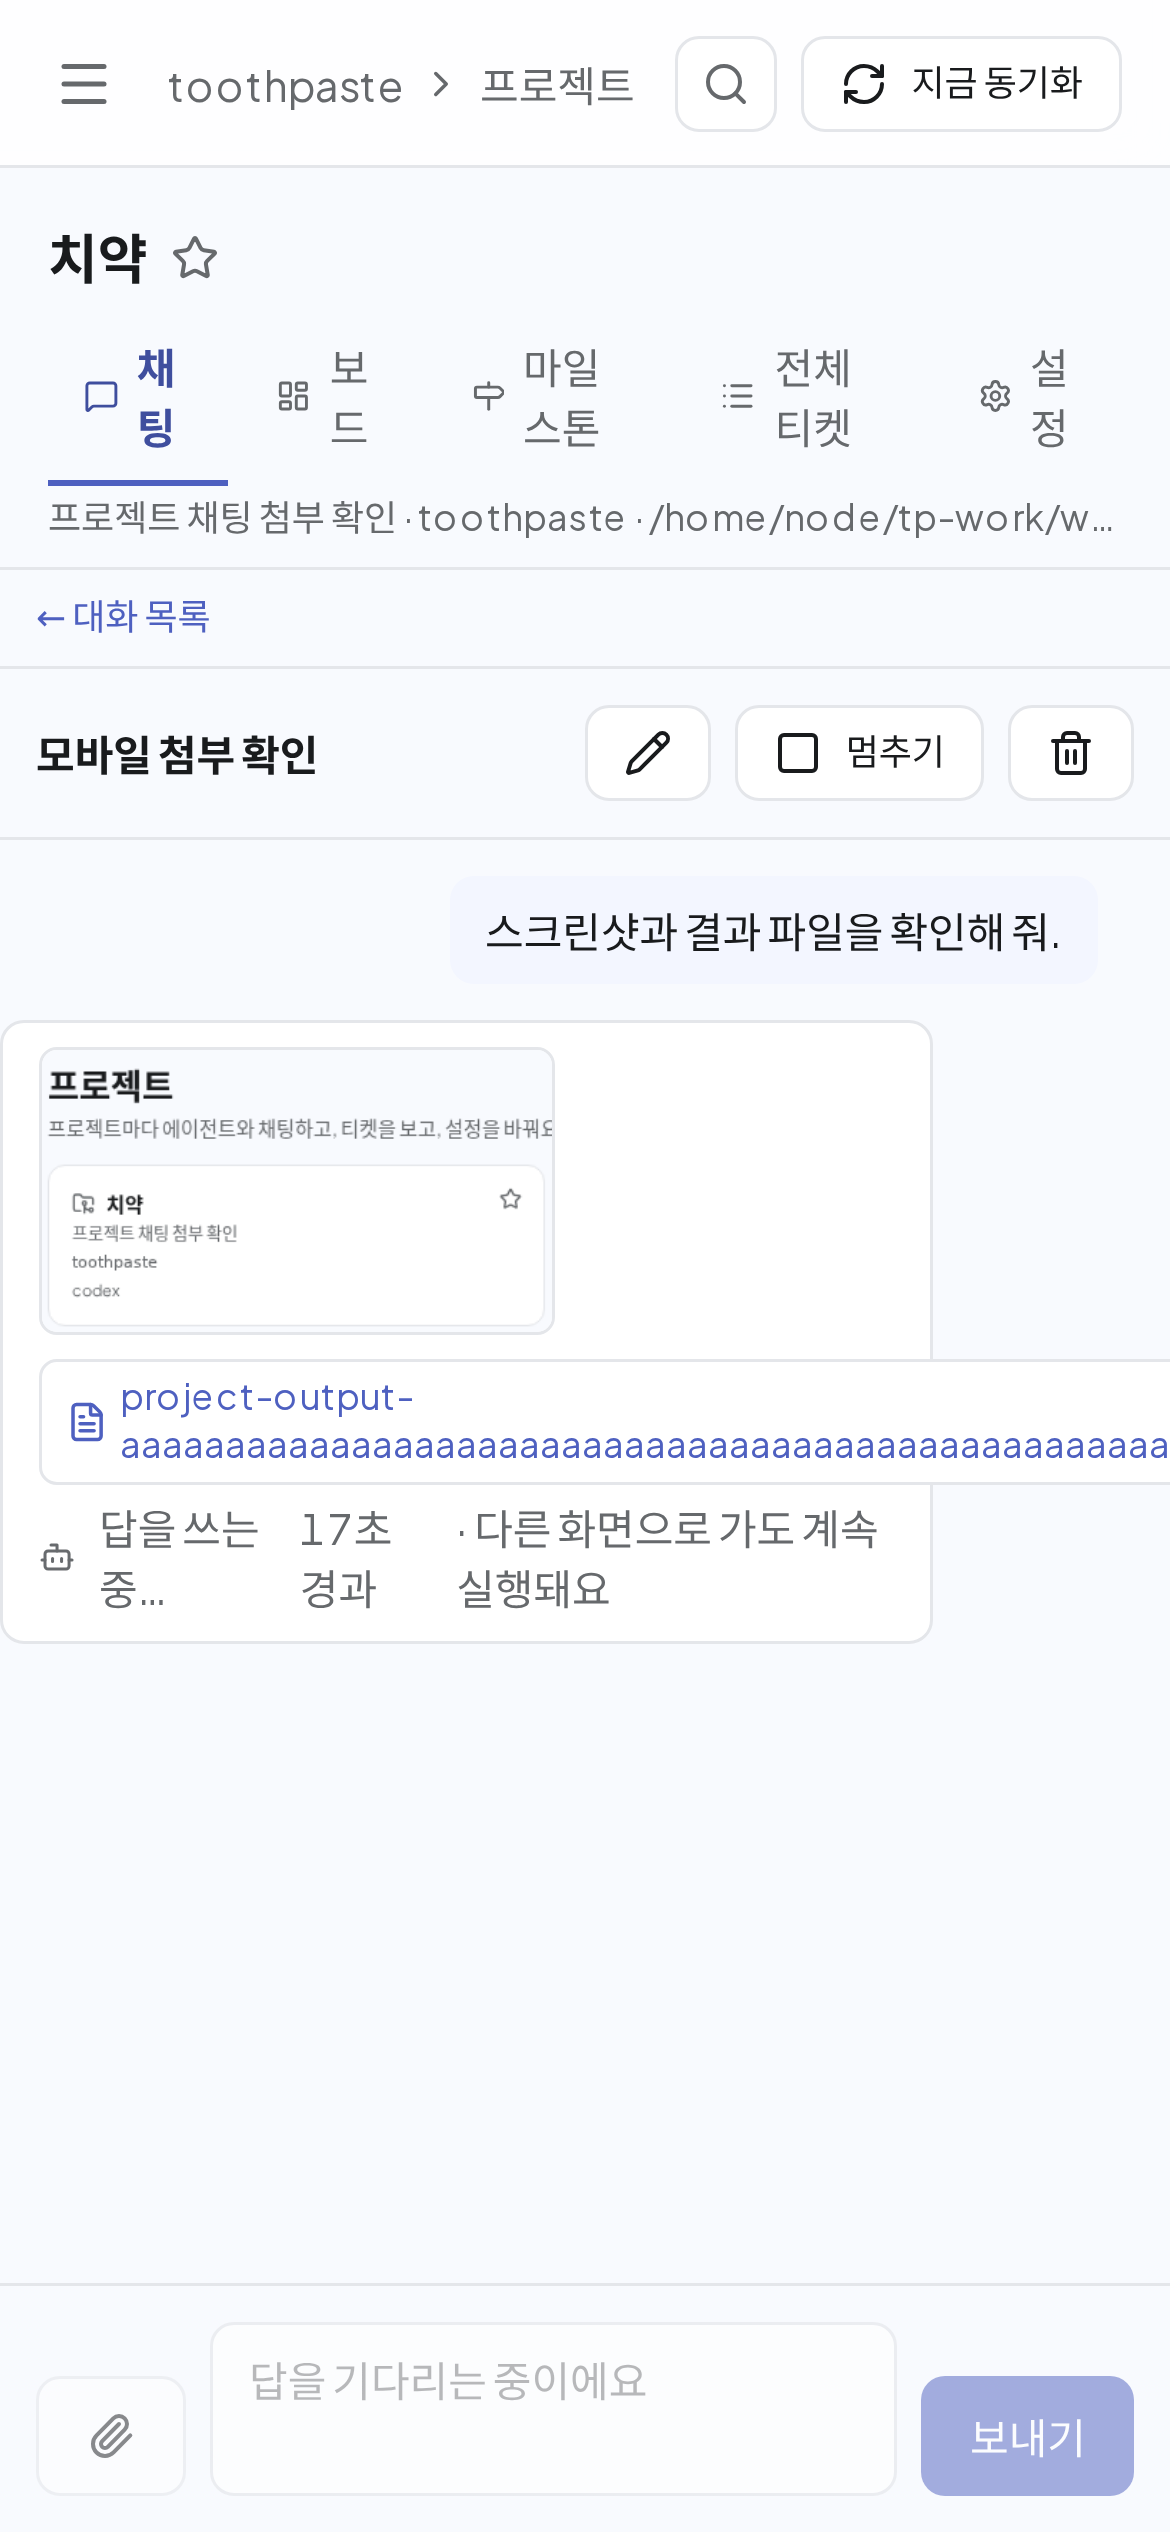 toothpaste > 프로젝트 지금 동기화
치약
채팅 보드 마일스톤 전체 티켓 설정
프로젝트 채팅 첨부 확인 · toothpaste · /home/node/tp-work/w...
← 대화 목록
모바일 첨부 확인 멈추기
스크린샷과 결과 파일을 확인해 줘.
프로젝트
프로젝트마다 에이전트와 채팅하고, 티켓을 보고, 설정을 바꿔요
치약
프로젝트 채팅 첨부 확인
toothpaste
codex
project-output-
aaaaaaaaaaaaaaaaaaaaaaaaaaaaaaaaaaaaaaaaaaaaaaaaaa
답을 쓰는 중... 17초 경과 · 다른 화면으로 가도 계속 실행돼요
답을 기다리는 중이에요
보내기